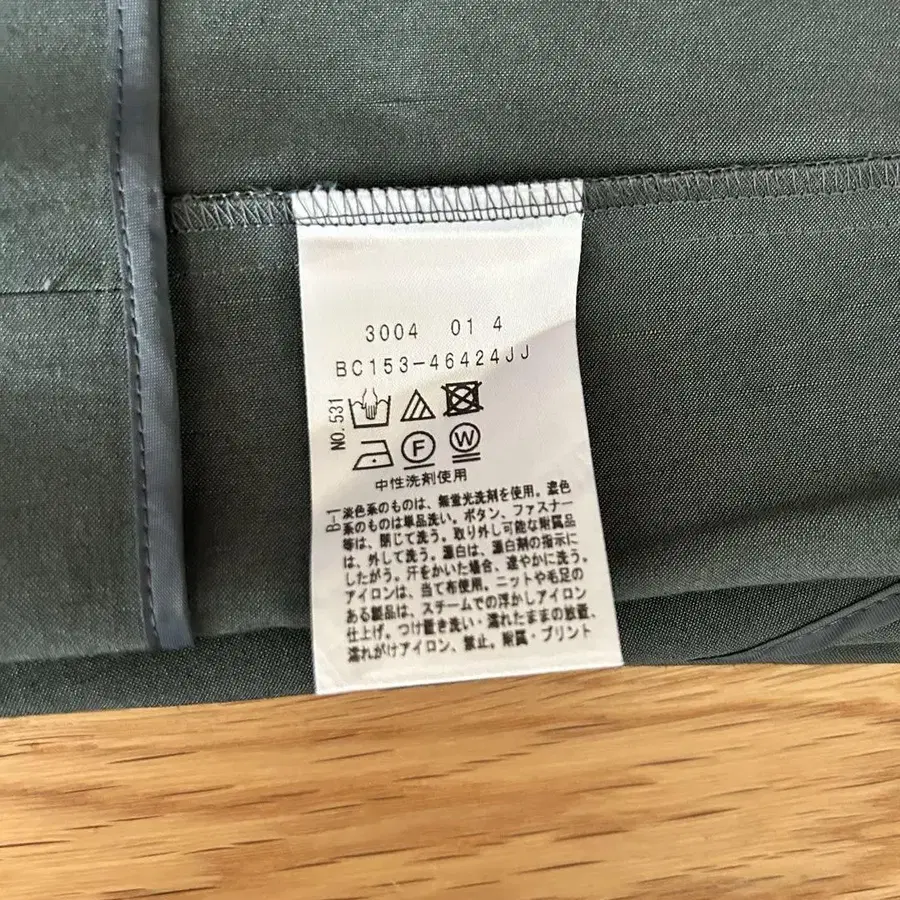 3004 01 4
BC153-46424JJ
NO.531
F
W
中性洗剤使用
B-1
淡色系のものは、無蛍光洗剤を使用。濃色
系のものは単品洗い。ボタン、ファスナー
等は、閉じて洗う。取り外し可能な附属品
は、外して洗う。漂白は、漂白剤の指示に
したがう。汗をかいた場合、速やかに洗う。
アイロンは、当て布使用。ニットや毛足の
ある製品は、スチームでの浮かしアイロン
仕上げ。つけ置き洗い・濡れたままの放置、
濡れがけアイロン、禁止。附属・プリント